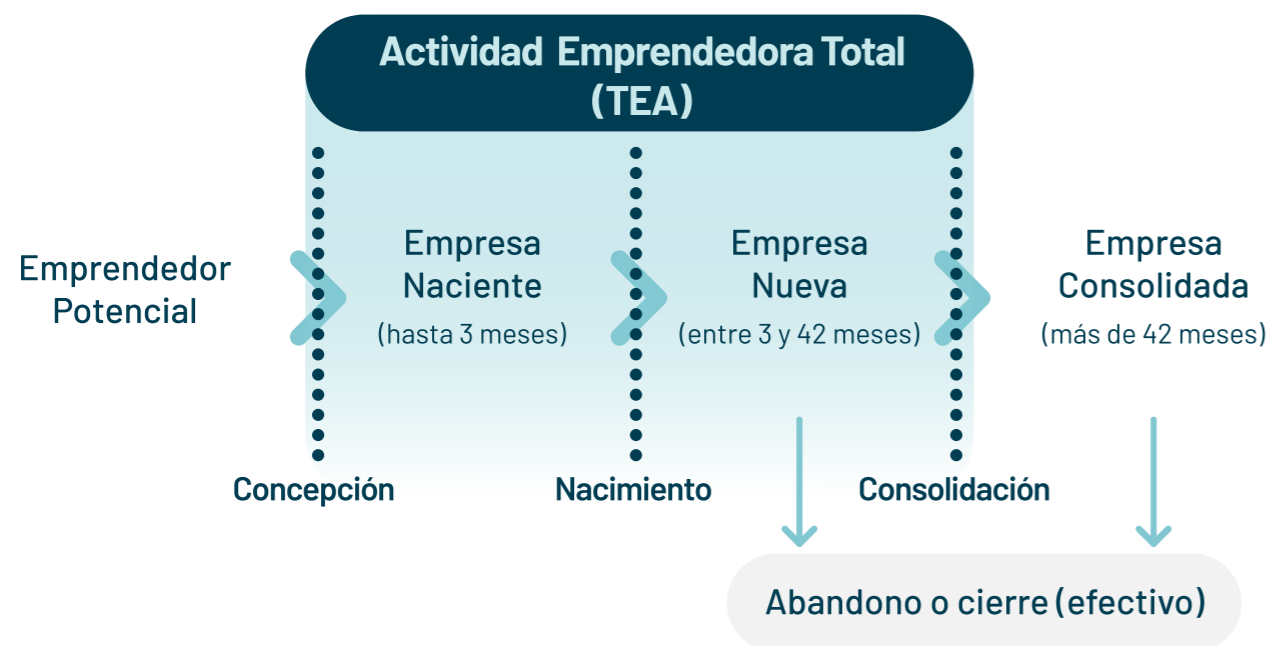 Actividad Emprendedora Total
(TEA)
Emprendedor
Potencial
Empresa
Naciente
(hasta 3 meses)
Empresa
Nueva
(entre 3 y 42 meses)
Empresa
Consolidada
(más de 42 meses)
Concepción
Nacimiento
Consolidación
Abandono o cierre (efectivo)